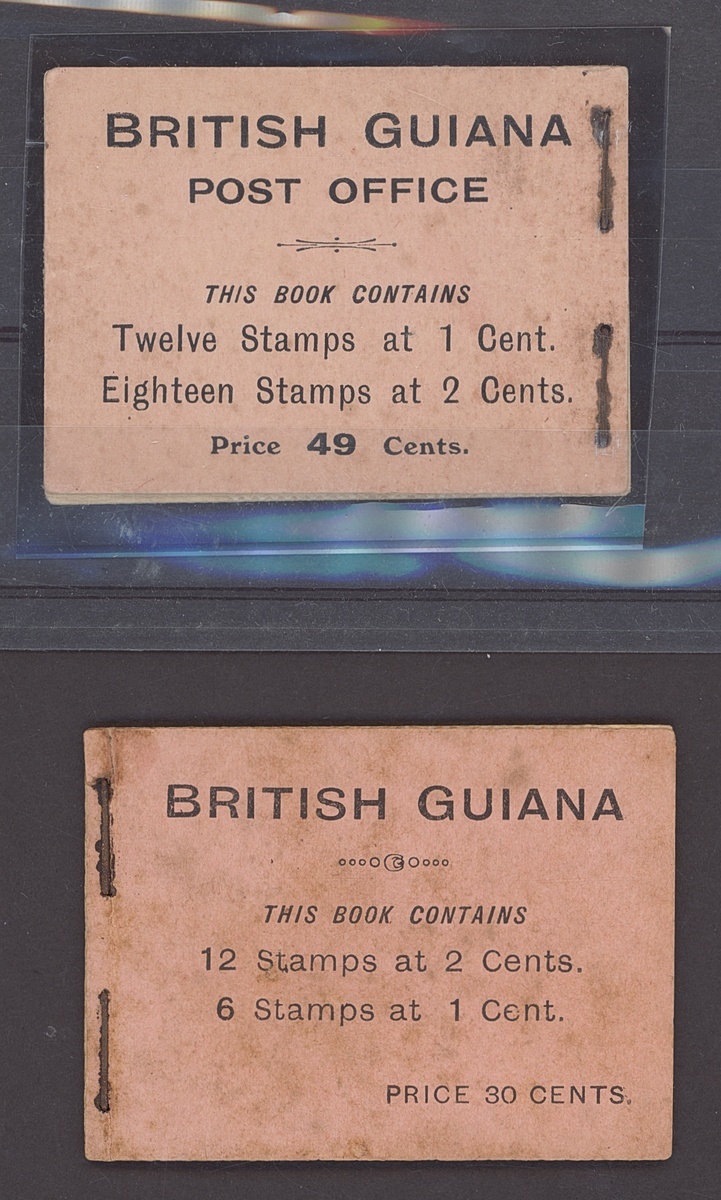 BRITISH GUIANA
POST OFFICE
THIS BOOK CONTAINS
Twelve Stamps at 1 Cent.
Eighteen Stamps at 2 Cents.
Price 49 Cents.
BRITISH GUIANA
THIS BOOK CONTAINS
12 Stamps at 2 Cents.
6 Stamps at 1 Cent.
PRICE 30 CENTS.